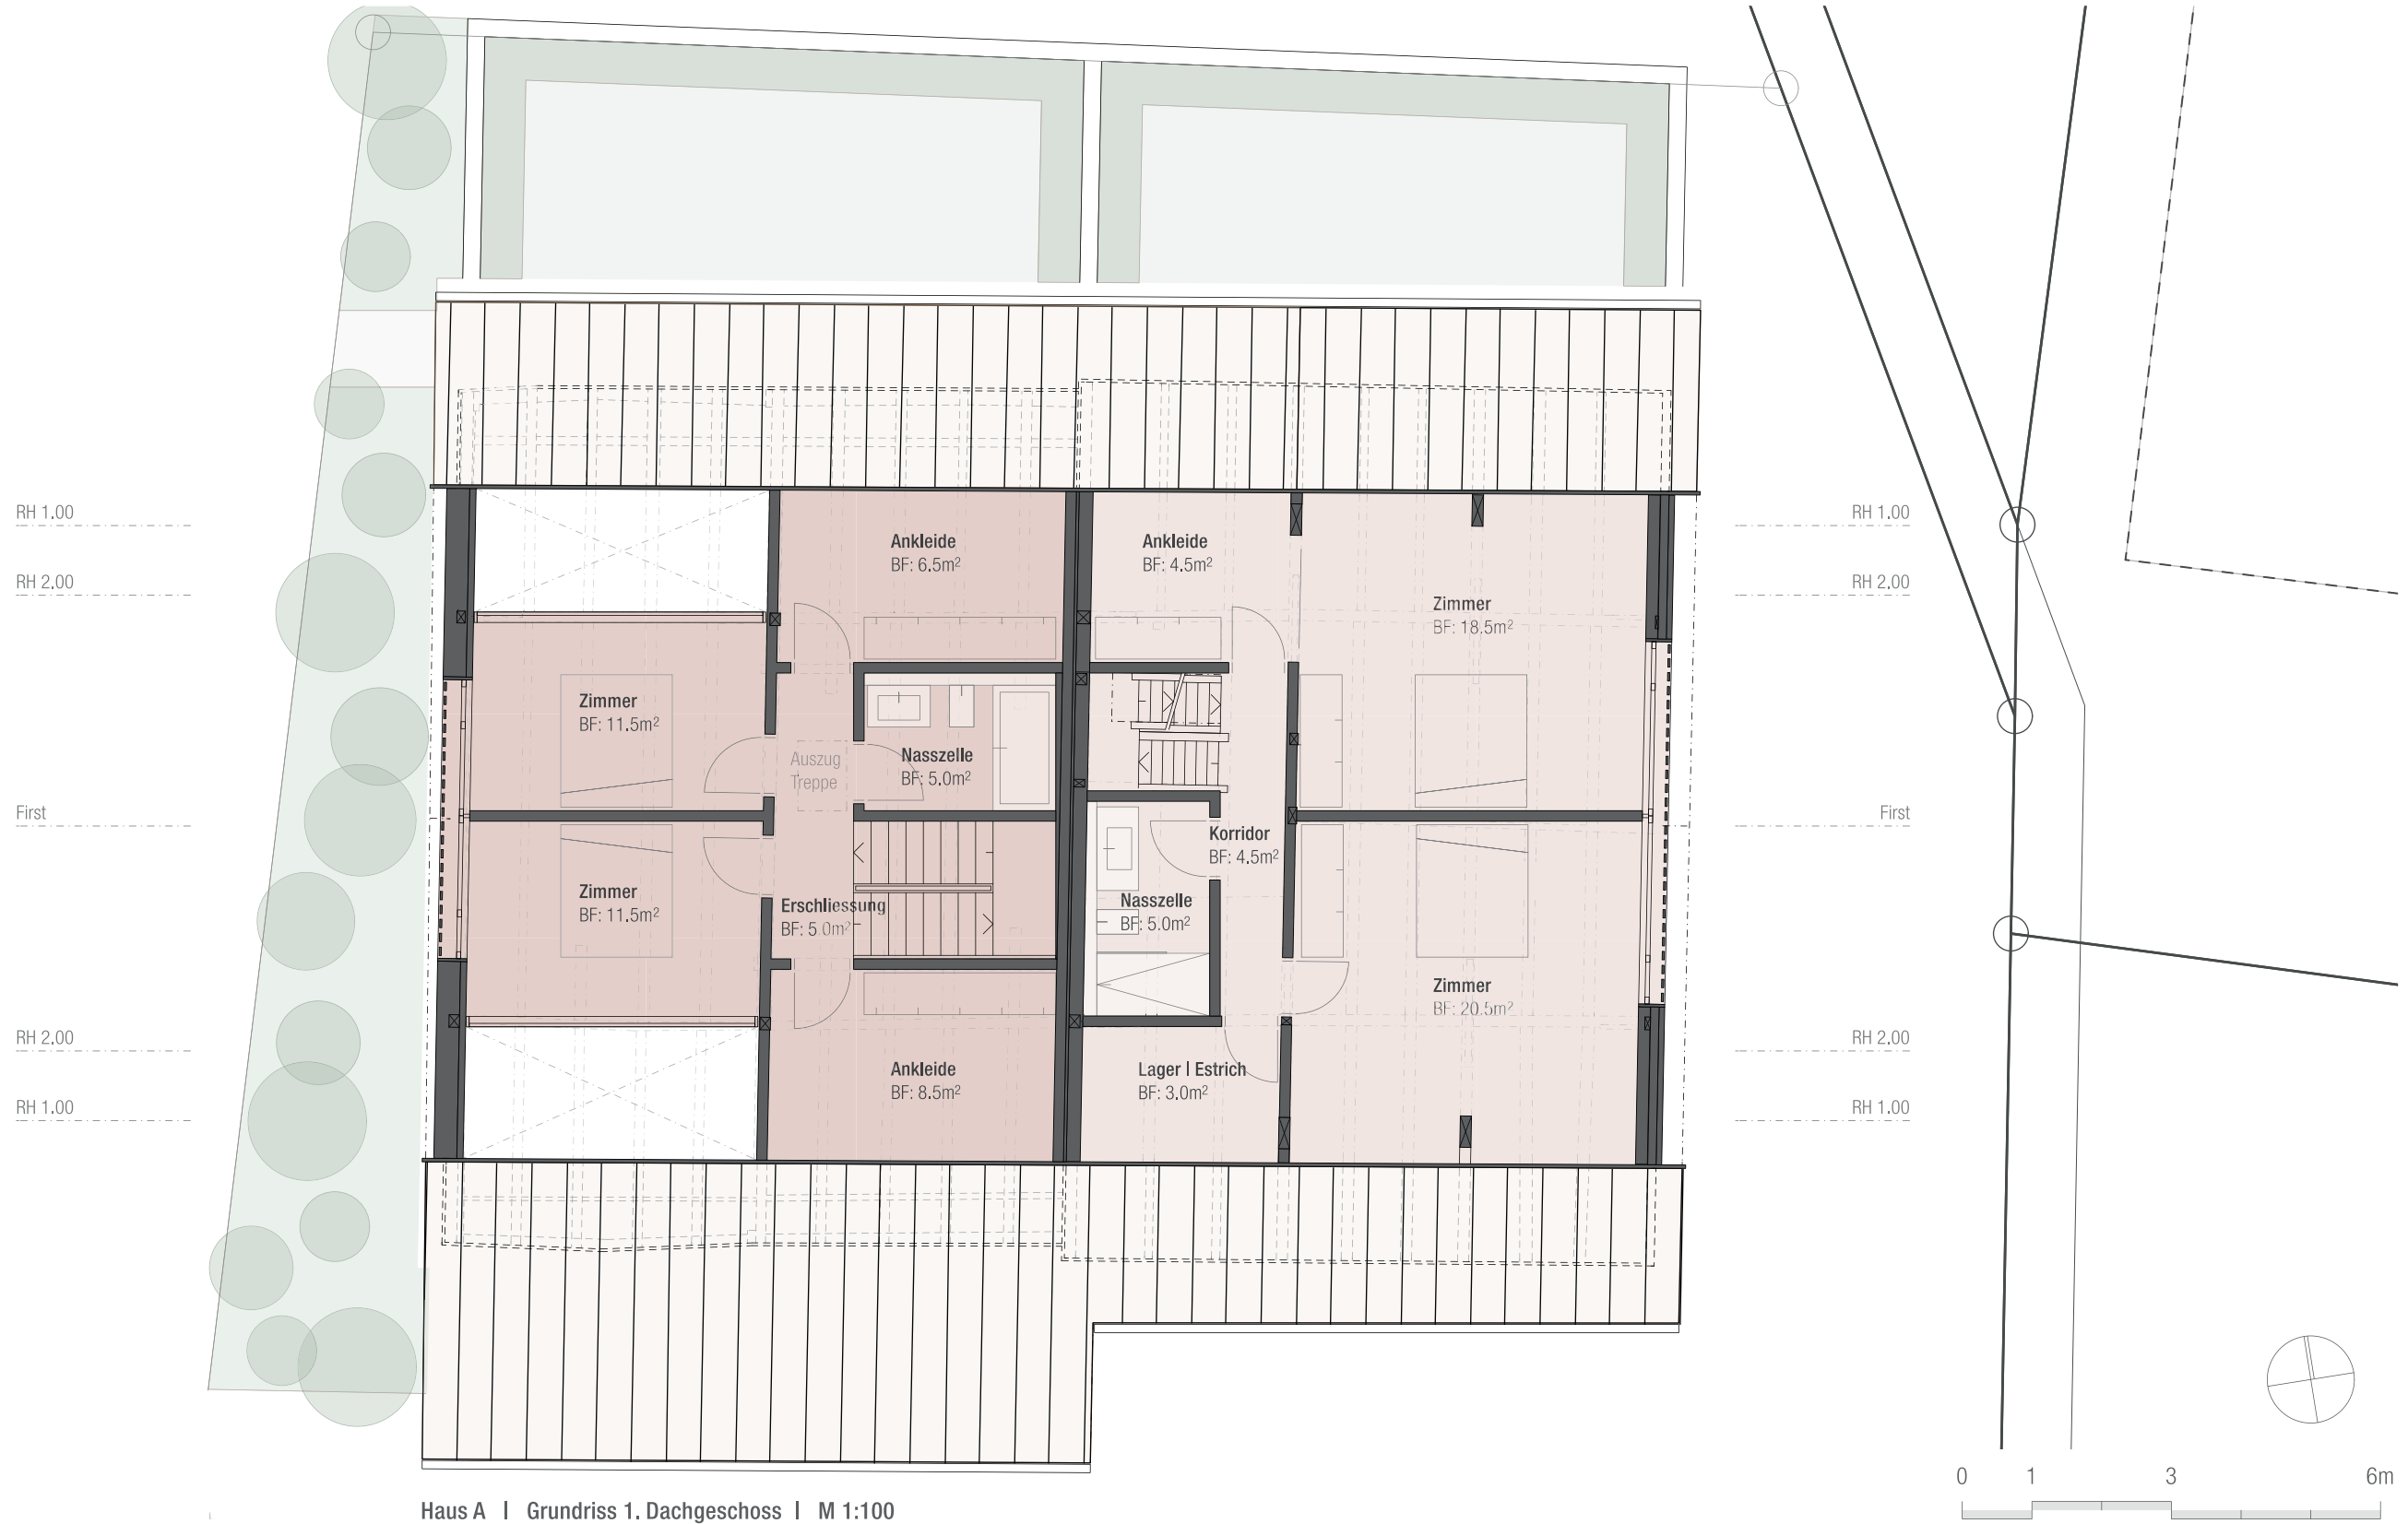 RH 1.00
RH 2.00
First
RH 2.00
RH 1.00
Ankleide
BF: 6.5m²
Zimmer
BF: 11.5m²
Auszug
Treppe
Nasszelle
BF: 5.0m²
Zimmer
BF: 11.5m²
Erschliessung
BF: 5.0m²
Ankleide
BF: 8.5m²
Ankleide
BF: 4.5m²
Zimmer
BF: 18.5m²
Korridor
BF: 4.5m²
Nasszelle
BF: 5.0m²
Zimmer
BF: 20.5m²
Lager | Estrich
BF: 3.0m²
RH 1.00
RH 2.00
First
RH 2.00
RH 1.00
0 1 3 6m
Haus A | Grundriss 1. Dachgeschoss | M 1:100